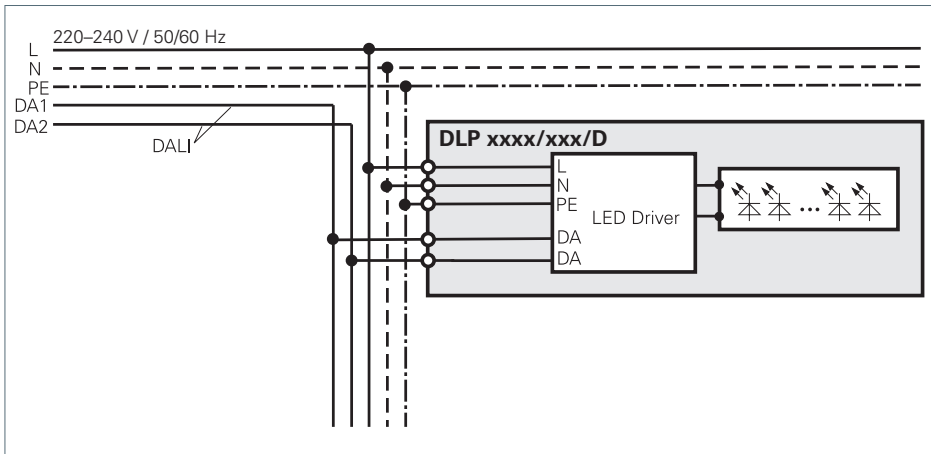 220–240 V / 50/60 Hz
L
N
PE
DA1
DA2
DALI
DLP xxxx/xxx/D
L
N
PE
LED Driver
DA
DA